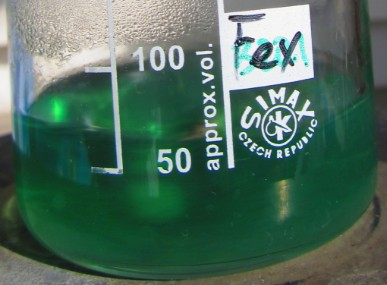 Fex
100
50
approx.vol.
SIMAX
CZECH REPUBLIC